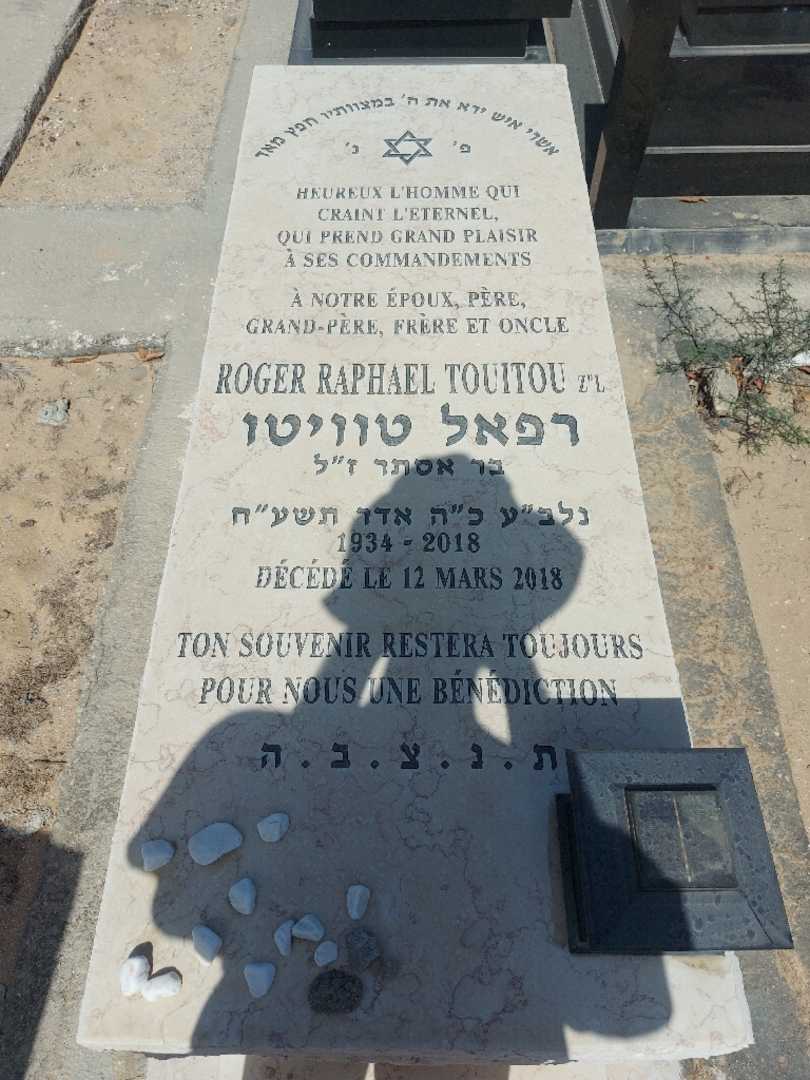 אשרי איש ירא את ה' במצוותיו חפץ מאד
פ' נ'
HEUREUX L'HOMME QUI
CRAINT L'ETERNEL,
QUI PREND GRAND PLAISIR
À SES COMMANDEMENTS
À NOTRE ÉPOUX, PÈRE,
GRAND-PÈRE, FRÈRE ET ONCLE
ROGER RAPHAEL TOUITOU Z"L
רפאל טוויטו
בר אסתר ז"ל
נלב"ע כ"ה אדר תשע"ח
1934 - 2018
DÉCÉDÉ LE 12 MARS 2018
TON SOUVENIR RESTERA TOUJOURS
POUR NOUS UNE BÉNÉDICTION
ת.נ.צ.ב.ה